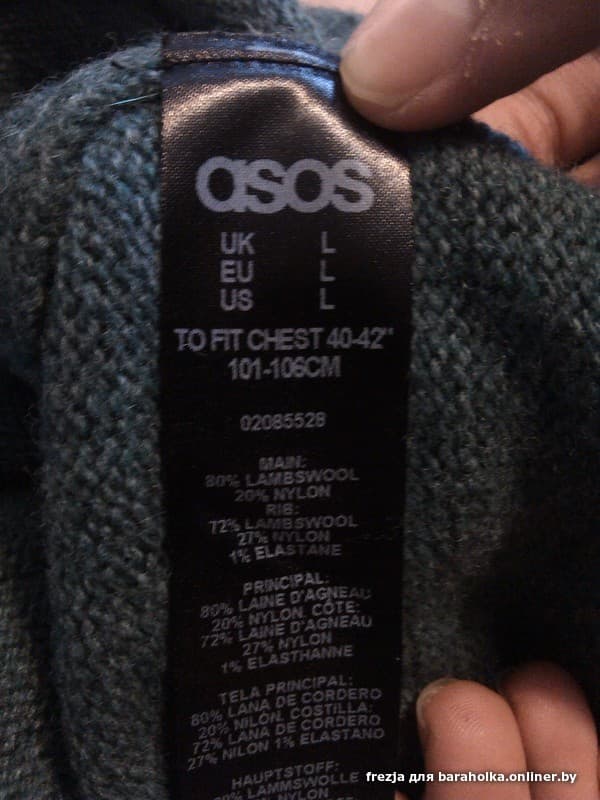 asos
UK L
EU L
US L
TO FIT CHEST 40-42"
101-106CM
02085528
MAIN:
80% LAMBSWOOL
20% NYLON
RIB:
72% LAMBSWOOL
27% NYLON
1% ELASTANE
PRINCIPAL:
80% LAINE D'AGNEAU
20% NYLON. CÔTE:
72% LAINE D'AGNEAU
27% NYLON
1% ELASTHANNE
TELA PRINCIPAL:
80% LANA DE CORDERO
20% NILÓN. COSTILLA:
72% LANA DE CORDERO
27% NILON 1% ELASTANO
HAUPTSTOFF:
80% LAMMSWOLLE
frezja для baraholka.onliner.by